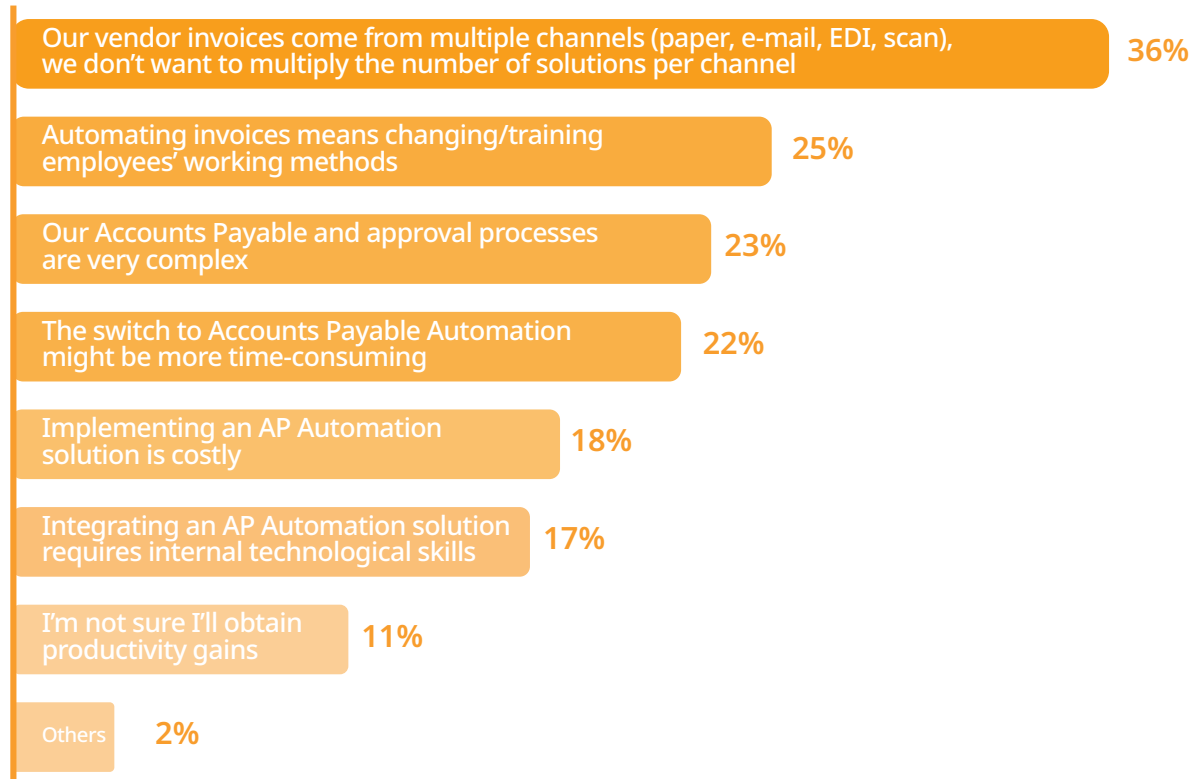 Our vendor invoices come from multiple channels (paper, e-mail, EDI, scan),
we don’t want to multiply the number of solutions per channel
36%
Automating invoices means changing/training
employees’ working methods
25%
Our Accounts Payable and approval processes
are very complex
23%
The switch to Accounts Payable Automation
might be more time-consuming
22%
Implementing an AP Automation
solution is costly
18%
Integrating an AP Automation solution
requires internal technological skills
17%
I’m not sure I’ll obtain
productivity gains
11%
Others
2%